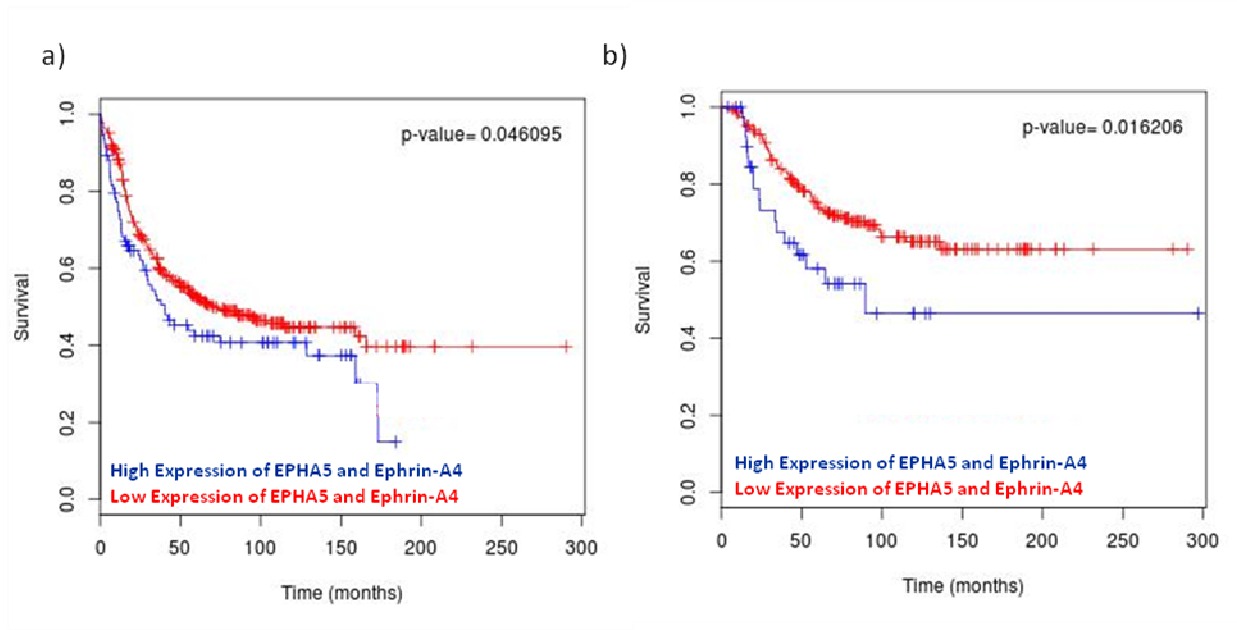 a)
p-value= 0.046095
Survival
1.0
0.8
0.6
0.4
0.2
0.0
High Expression of EPHA5 and Ephrin-A4
Low Expression of EPHA5 and Ephrin-A4
0 50 100 150 200 250 300
Time (months)
b)
p-value= 0.016206
Survival
1.0
0.8
0.6
0.4
0.2
0.0
High Expression of EPHA5 and Ephrin-A4
Low Expression of EPHA5 and Ephrin-A4
0 50 100 150 200 250 300
Time (months)